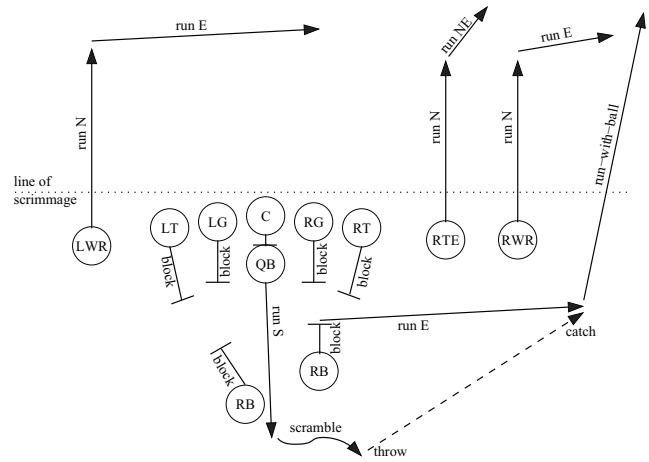 run E
run NE
run E
run N
run N
run N
run-with-ball
line of
scrimmage
LWR
LT
LG
C
RG
RT
RTE
RWR
QB
block
block
block
block
run S
run E
block
catch
block
RB
RB
scramble
throw